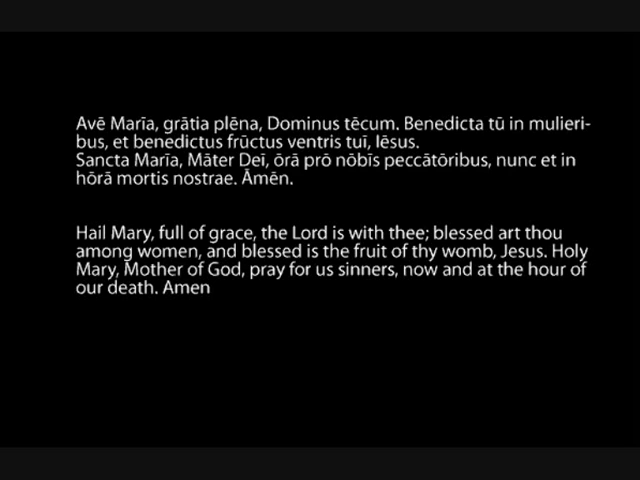 Avē Marīa, grātia plēna, Dominus tēcum. Benedicta tū in mulieri-
bus, et benedictus frūctus ventris tuī, Iēsus.
Sancta Marīa, Māter Deī, ōrā prō nōbīs peccātōribus, nunc et in
hōrā mortis nostrae. Āmēn.
Hail Mary, full of grace, the Lord is with thee; blessed art thou
among women, and blessed is the fruit of thy womb, Jesus. Holy
Mary, Mother of God, pray for us sinners, now and at the hour of
our death. Amen